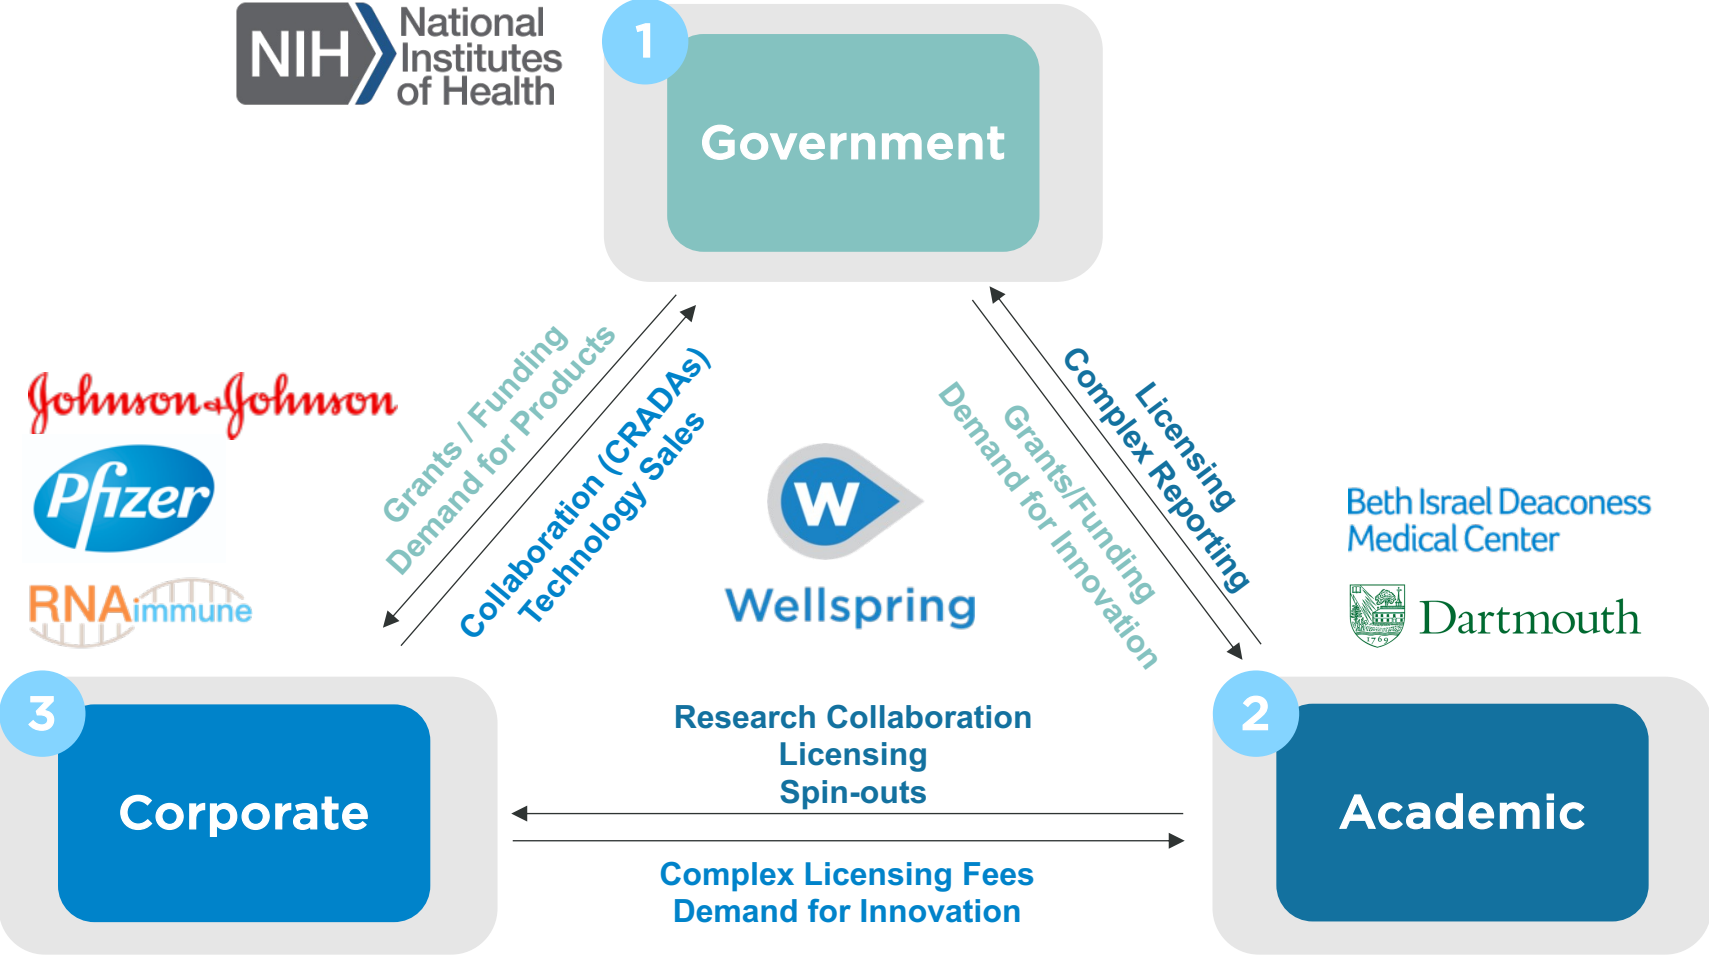 NIH
National
Institutes
of Health
1
Government
Grants / Funding
Demand for Products
Collaboration (CRADAs)
Technology Sales
Licensing
Complex Reporting
Grants/Funding
Demand for Innovation
Johnson & Johnson
Pfizer
RNAimmune
W
Wellspring
Beth Israel Deaconess
Medical Center
1769
Dartmouth
3
Corporate
Research Collaboration
Licensing
Spin-outs
Complex Licensing Fees
Demand for Innovation
2
Academic